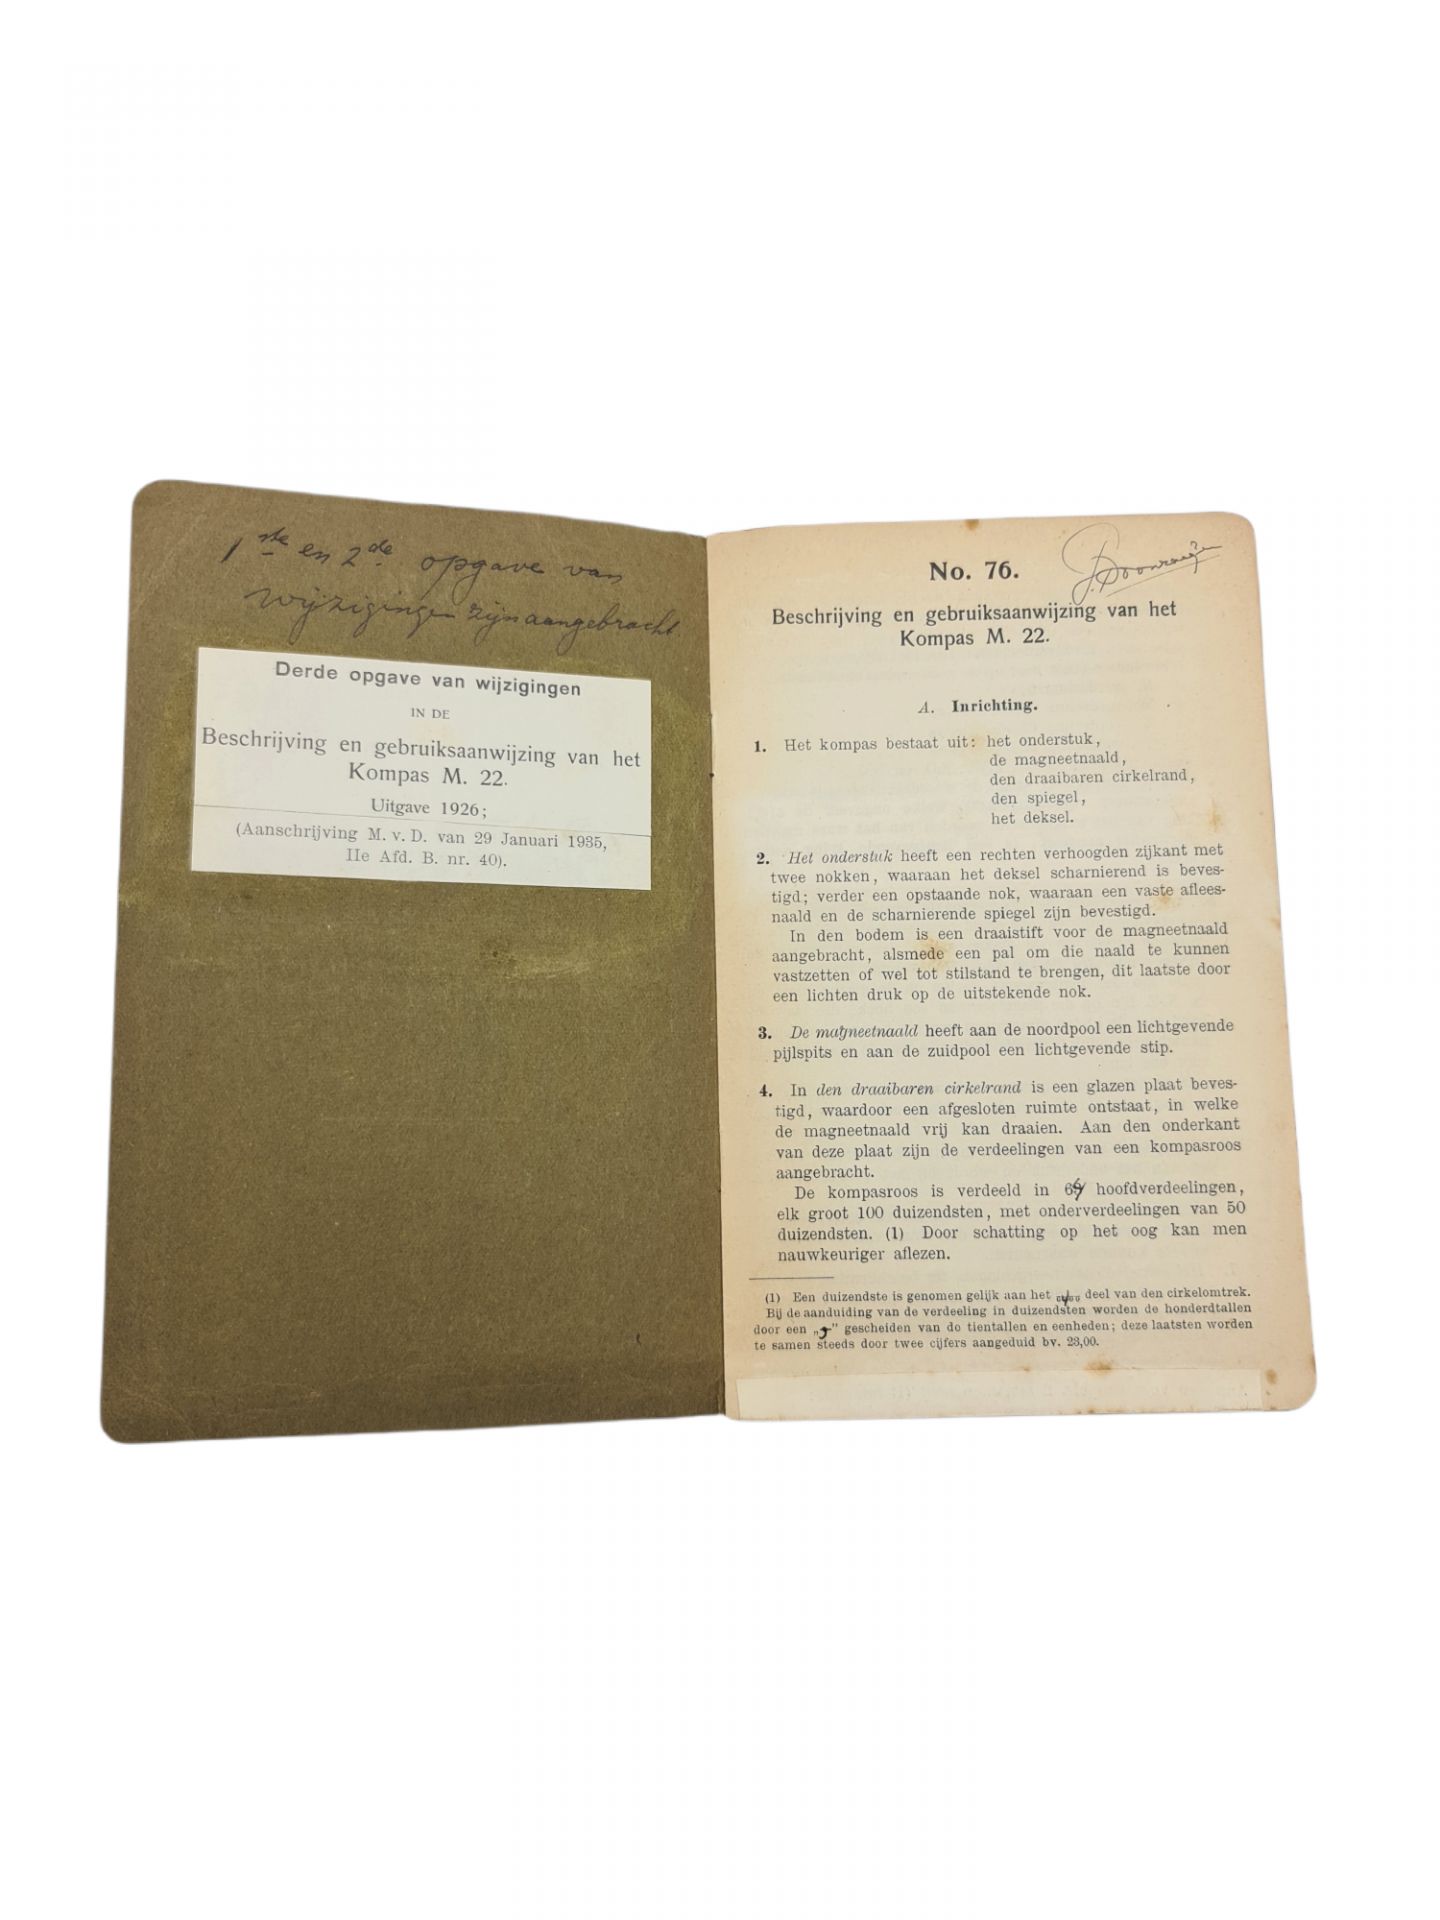 1ste en 2de opgave van
wijzigingen zijn aangebracht
Derde opgave van wijzigingen
IN DE
Beschrijving en gebruiksaanwijzing van het
Kompas M. 22.
Uitgave 1926;
(Aanschrijving M. v. D. van 29 Januari 1935,
IIe Afd. B. nr. 40).
No. 76.
Beschrijving en gebruiksaanwijzing van het
Kompas M. 22.
A. Inrichting.
1. Het kompas bestaat uit: het onderstuk,
de magneetnaald,
den draaibaren cirkelrand,
den spiegel,
het deksel.
2. Het onderstuk heeft een rechten verhoogden zijkant met
twee nokken, waaraan het deksel scharnierend is beves-
tigd; verder een opstaande nok, waaraan een vaste aflees-
naald en de scharnierende spiegel zijn bevestigd.
In den bodem is een draaistift voor de magneetnaald
aangebracht, alsmede een pal om die naald te kunnen
vastzetten of wel tot stilstand te brengen, dit laatste door
een lichten druk op de uitstekende nok.
3. De magneetnaald heeft aan de noordpool een lichtgevende
pijlspits en aan de zuidpool een lichtgevende stip.
4. In den draaibaren cirkelrand is een glazen plaat beves-
tigd, waardoor een afgesloten ruimte ontstaat, in welke
de magneetnaald vrij kan draaien. Aan den onderkant
van deze plaat zijn de verdeelingen van een kompasroos
aangebracht.
De kompasroos is verdeeld in 64 hoofdverdeelingen,
elk groot 100 duizendsten, met onderverdeelingen van 50
duizendsten. (1) Door schatting op het oog kan men
nauwkeuriger aflezen.
(1) Een duizendste is genomen gelijk aan het deel van den cirkelomtrek.
Bij de aanduiding van de verdeeling in duizendsten worden de honderdtallen
door een „,” gescheiden van de tientallen en eenheden; deze laatsten worden
te samen steeds door twee cijfers aangeduid bv. 23,00.